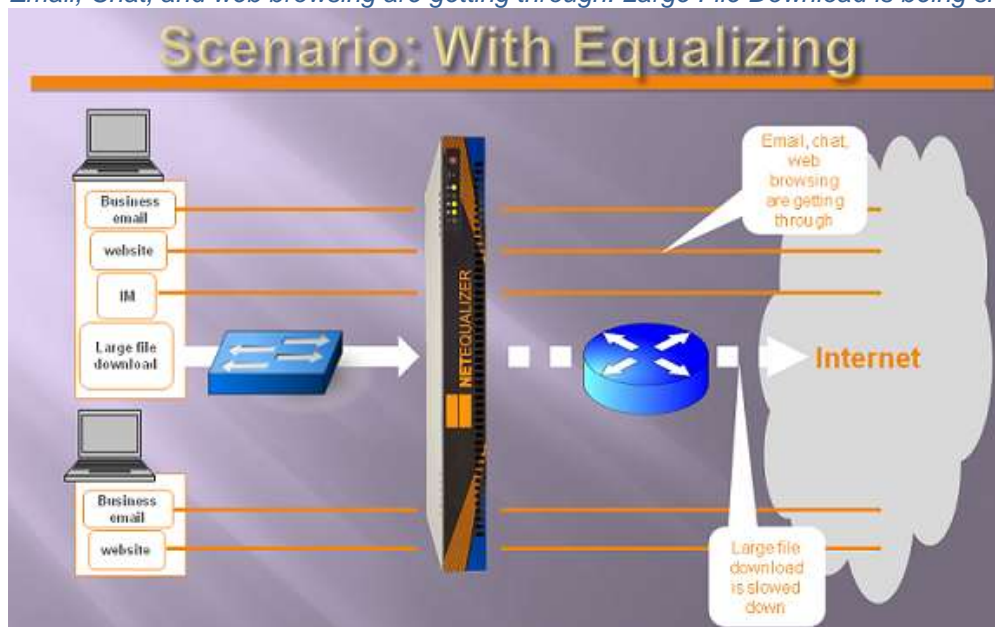 Email, Chat, and web browsing are getting through. Large File Download is being
Scenario: With Equalizing
Business
email
website
IM
Large file
download
Business
email
website
NETEQUALIZER
Email, chat,
web
browsing
are getting
through
Internet
Large file
download
is slowed
down